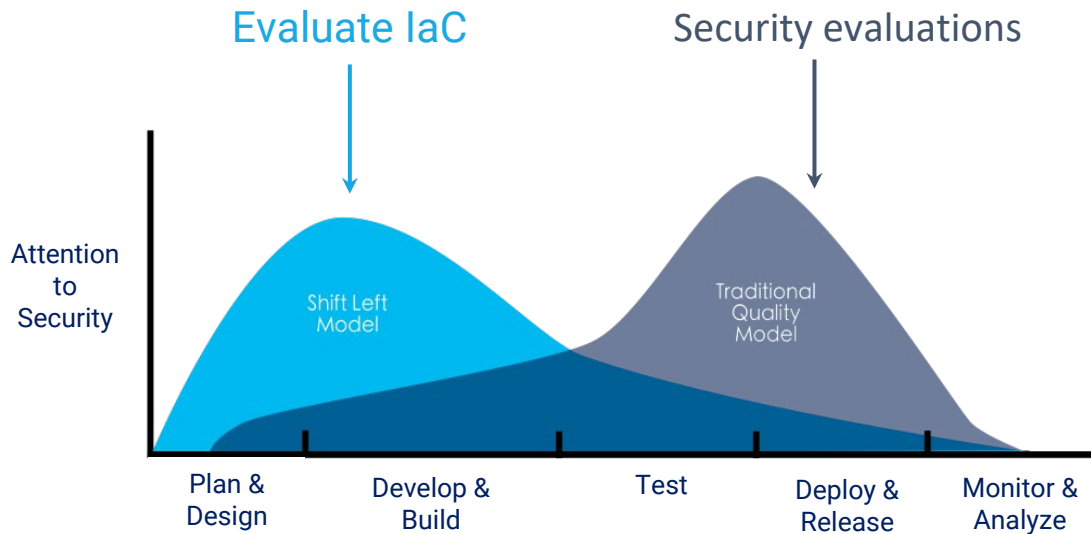 Evaluate IaC
Security evaluations
Attention
to
Security
Shift Left
Model
Traditional
Quality
Model
Plan &
Design
Develop &
Build
Test
Deploy &
Release
Monitor &
Analyze